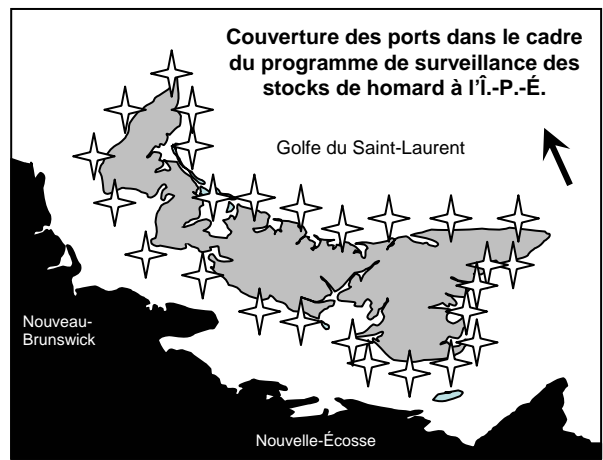 Couverture des ports dans le cadre
du programme de surveillance des
stocks de homard à l'Î.-P.-É.
Golfe du Saint-Laurent
Nouveau-
Brunswick
Nouvelle-Écosse